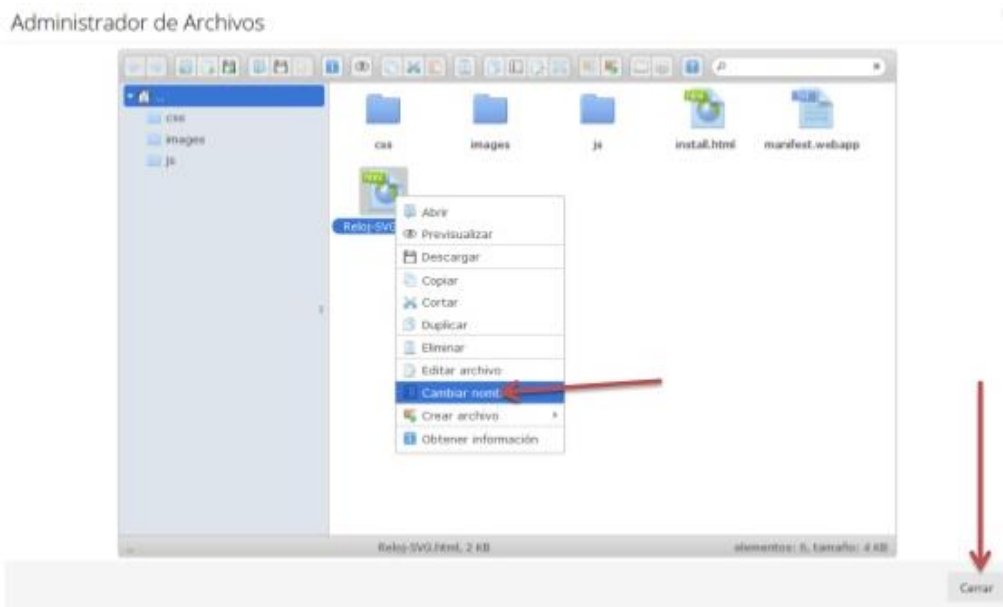 Administrador de Archivos
..
css
images
js
css
images
js
install.html
manifest.webapp
Reloj-SVG
Abrir
Previsualizar
Descargar
Copiar
Cortar
Duplicar
Eliminar
Editar archivo
Cambiar nomb
Crear archivo
Obtener información
Reloj-SVG.html, 2 KB
elementos: 6, tamaño: 4 KB
Cerrar